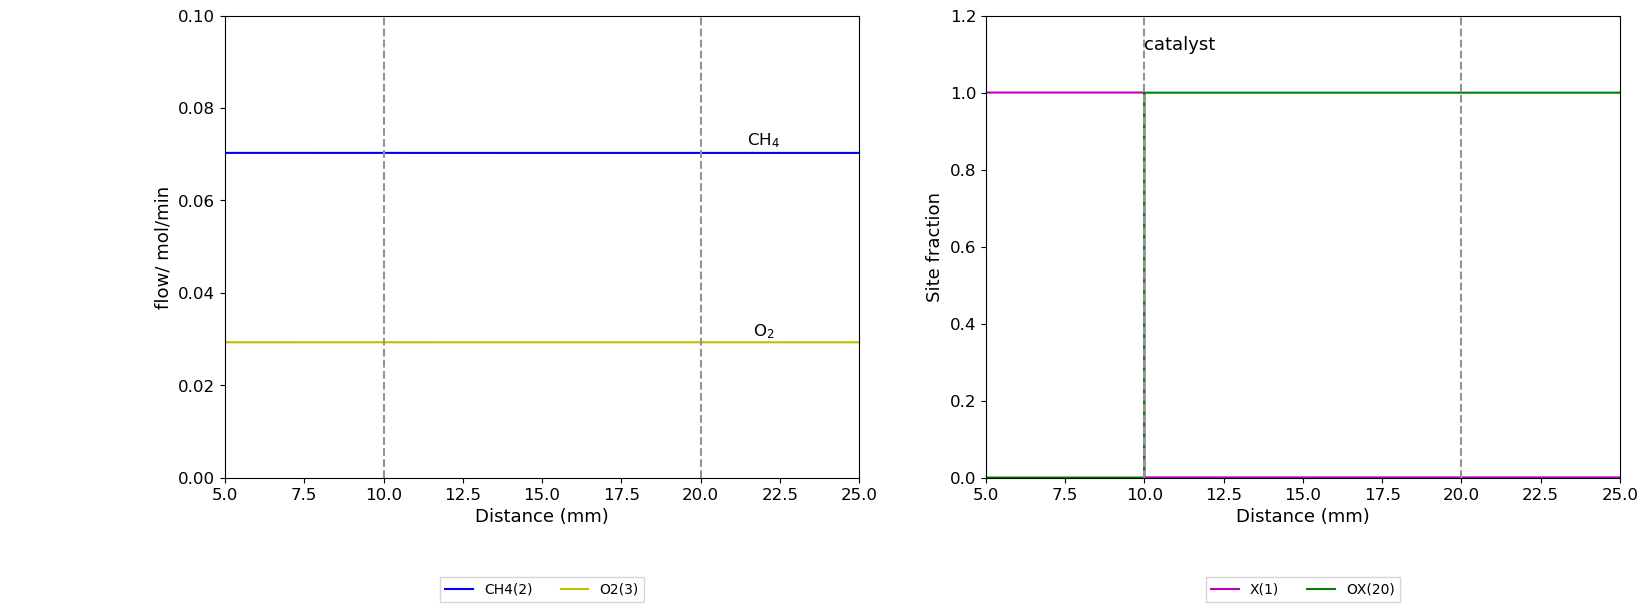 0.10
0.08
0.06
0.04
0.02
0.00
flow/ mol/min
CH₄
O₂
5.0 7.5 10.0 12.5 15.0 17.5 20.0 22.5 25.0
Distance (mm)
CH4(2) O2(3)
1.2
1.0
0.8
0.6
0.4
0.2
0.0
Site fraction
catalyst
5.0 7.5 10.0 12.5 15.0 17.5 20.0 22.5 25.0
Distance (mm)
X(1) OX(20)